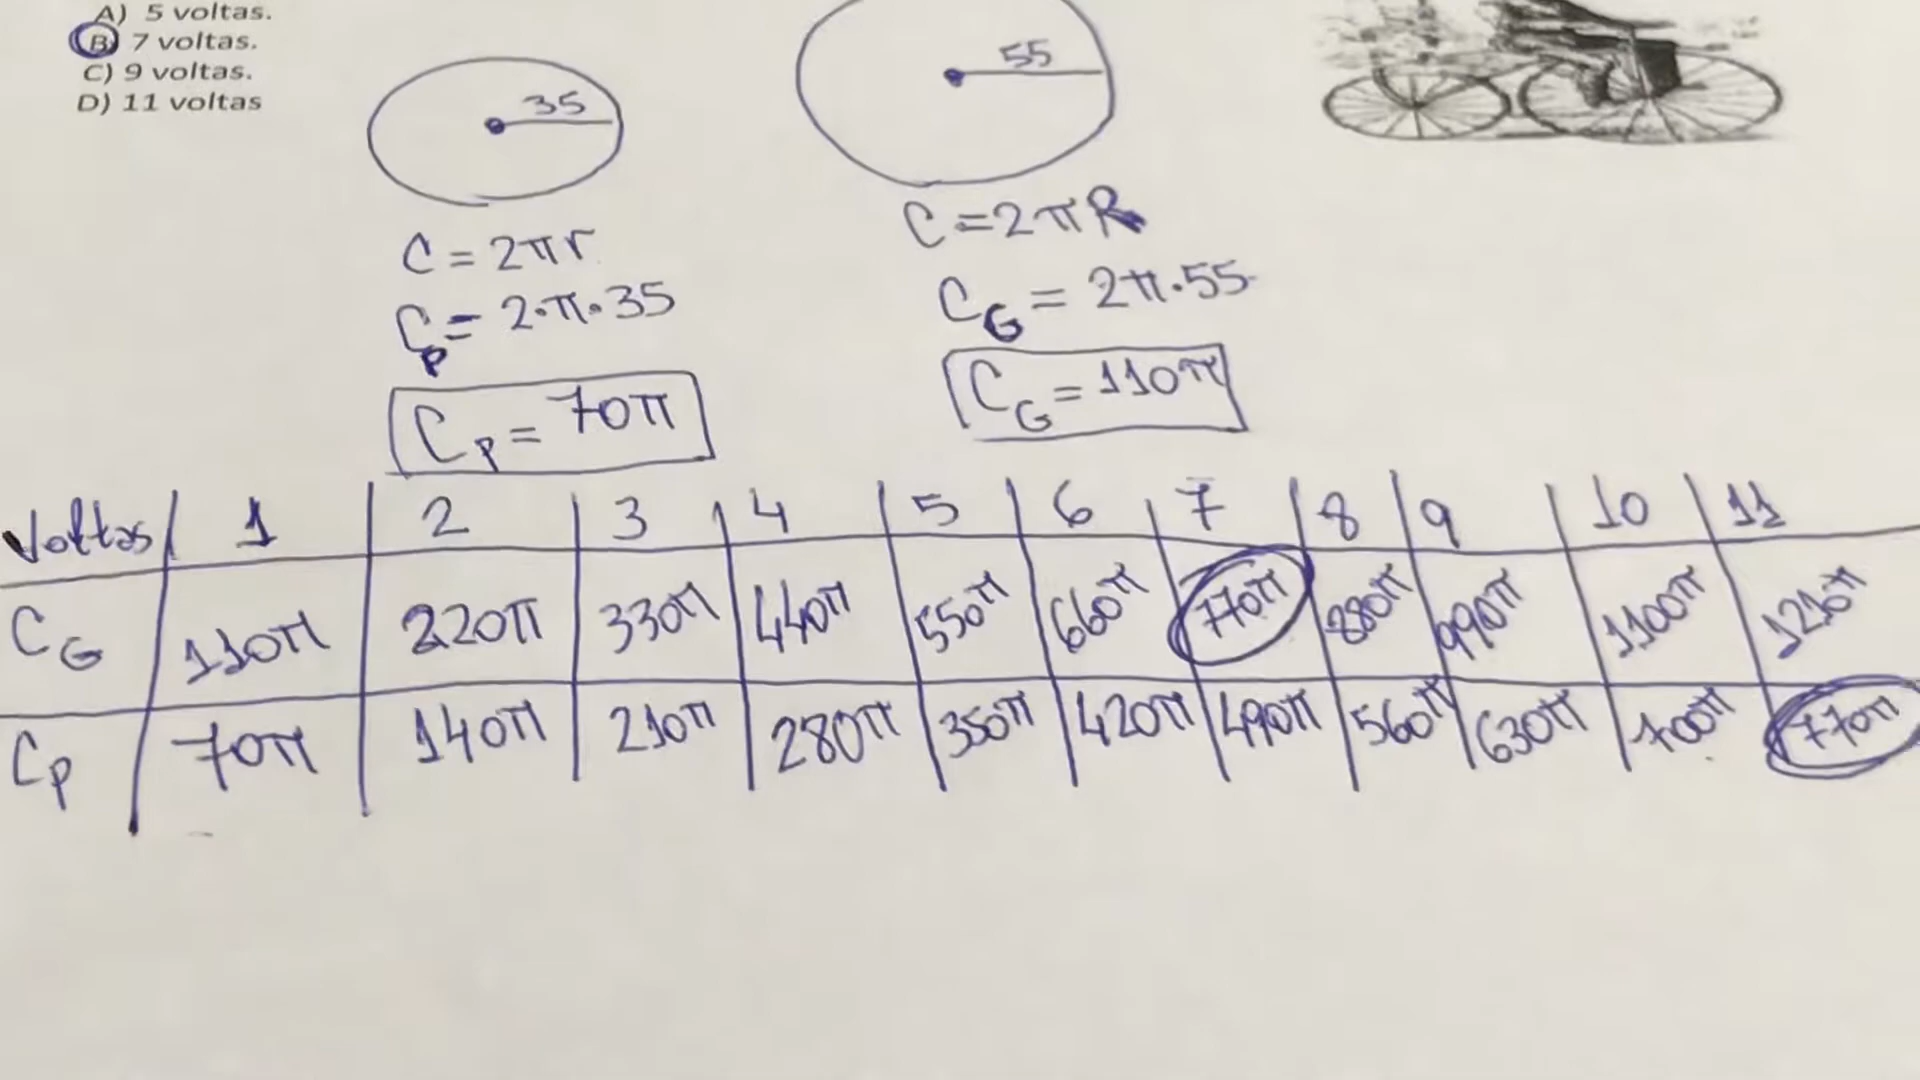 A) 5 voltas.
B) 7 voltas.
C) 9 voltas.
D) 11 voltas
35
55
C = 2πr
C = 2πR
Cp = 2·π·35
CG = 2π·55
Cp = 70π
CG = 110π
Voltas 1 2 3 4 5 6 7 8 9 10 11
CG 110π 220π 330π 440π 550π 660π 770π 880π 990π 1100π 1210π
Cp 70π 140π 210π 280π 350π 420π 490π 560π 630π 700π 770π